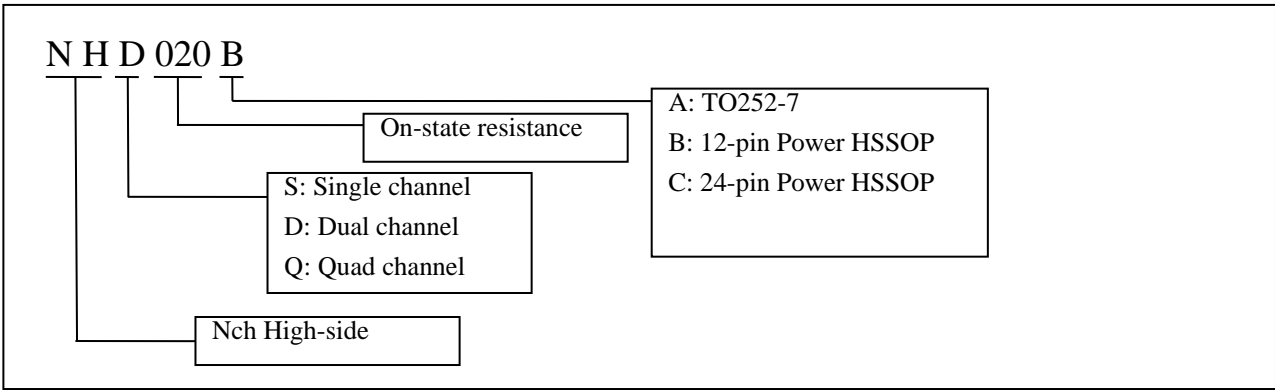 N H D 020 B
A: TO252-7
B: 12-pin Power HSSOP
C: 24-pin Power HSSOP
On-state resistance
S: Single channel
D: Dual channel
Q: Quad channel
Nch High-side